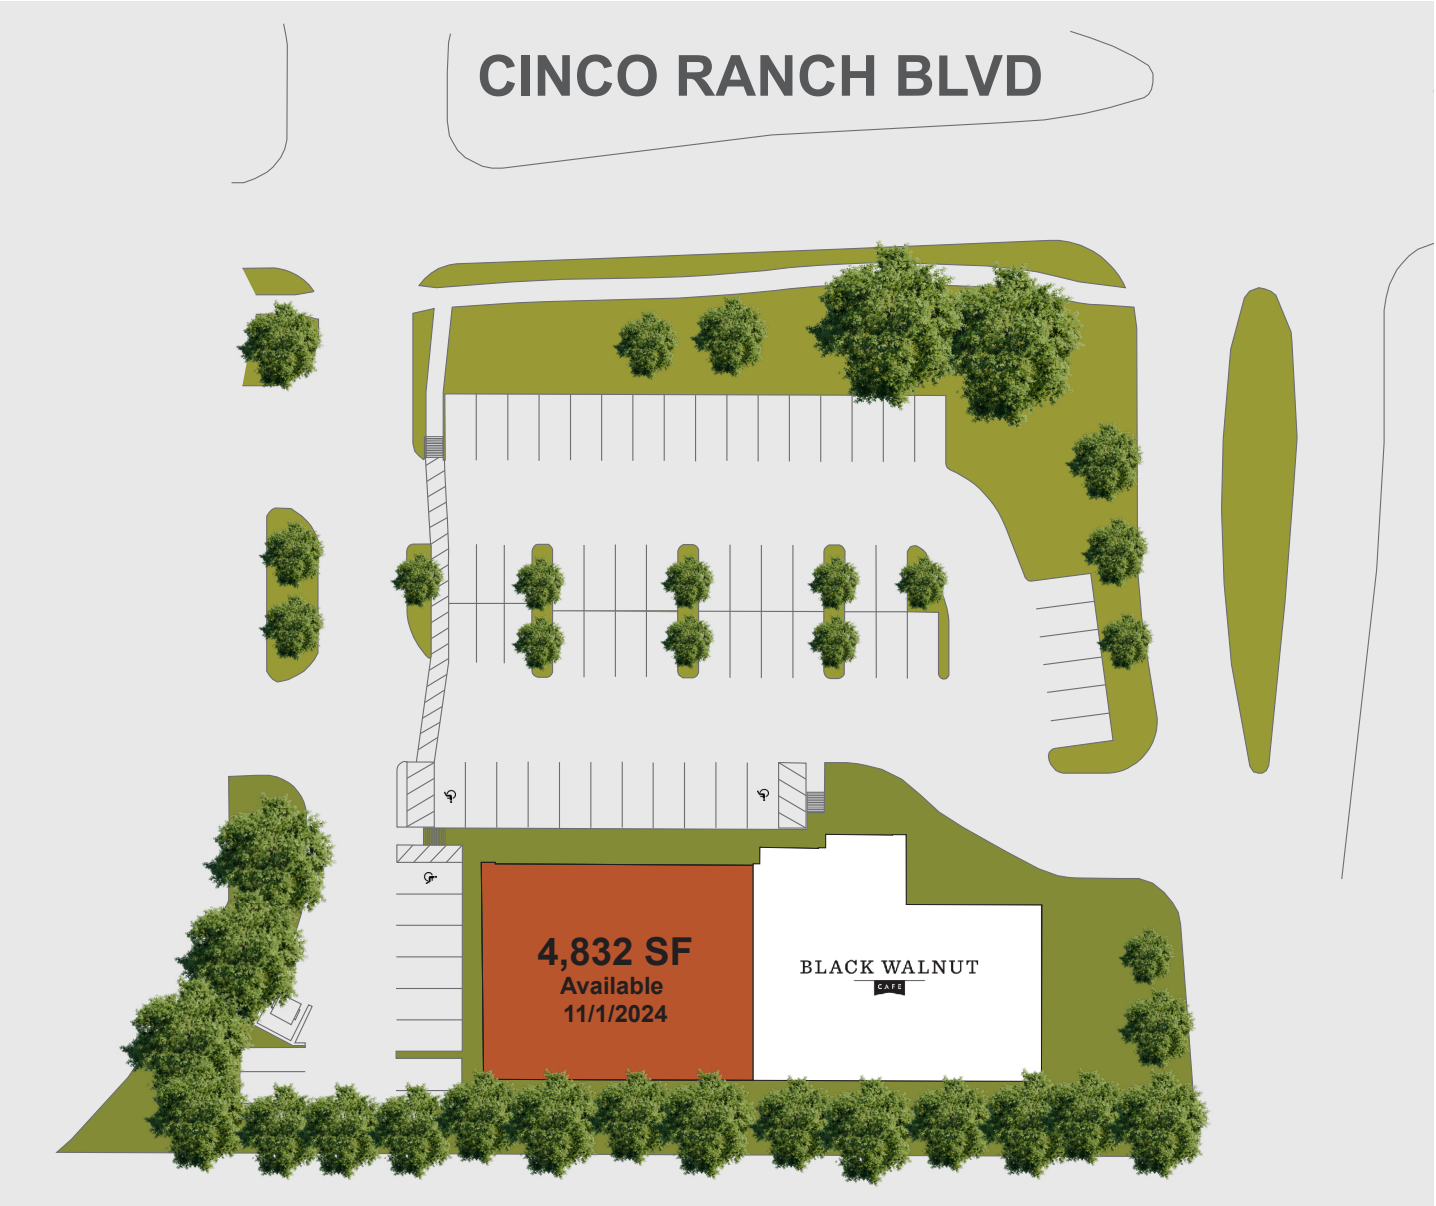 CINCO RANCH BLVD
4,832 SF
Available
11/1/2024
BLACK WALNUT
CAFE